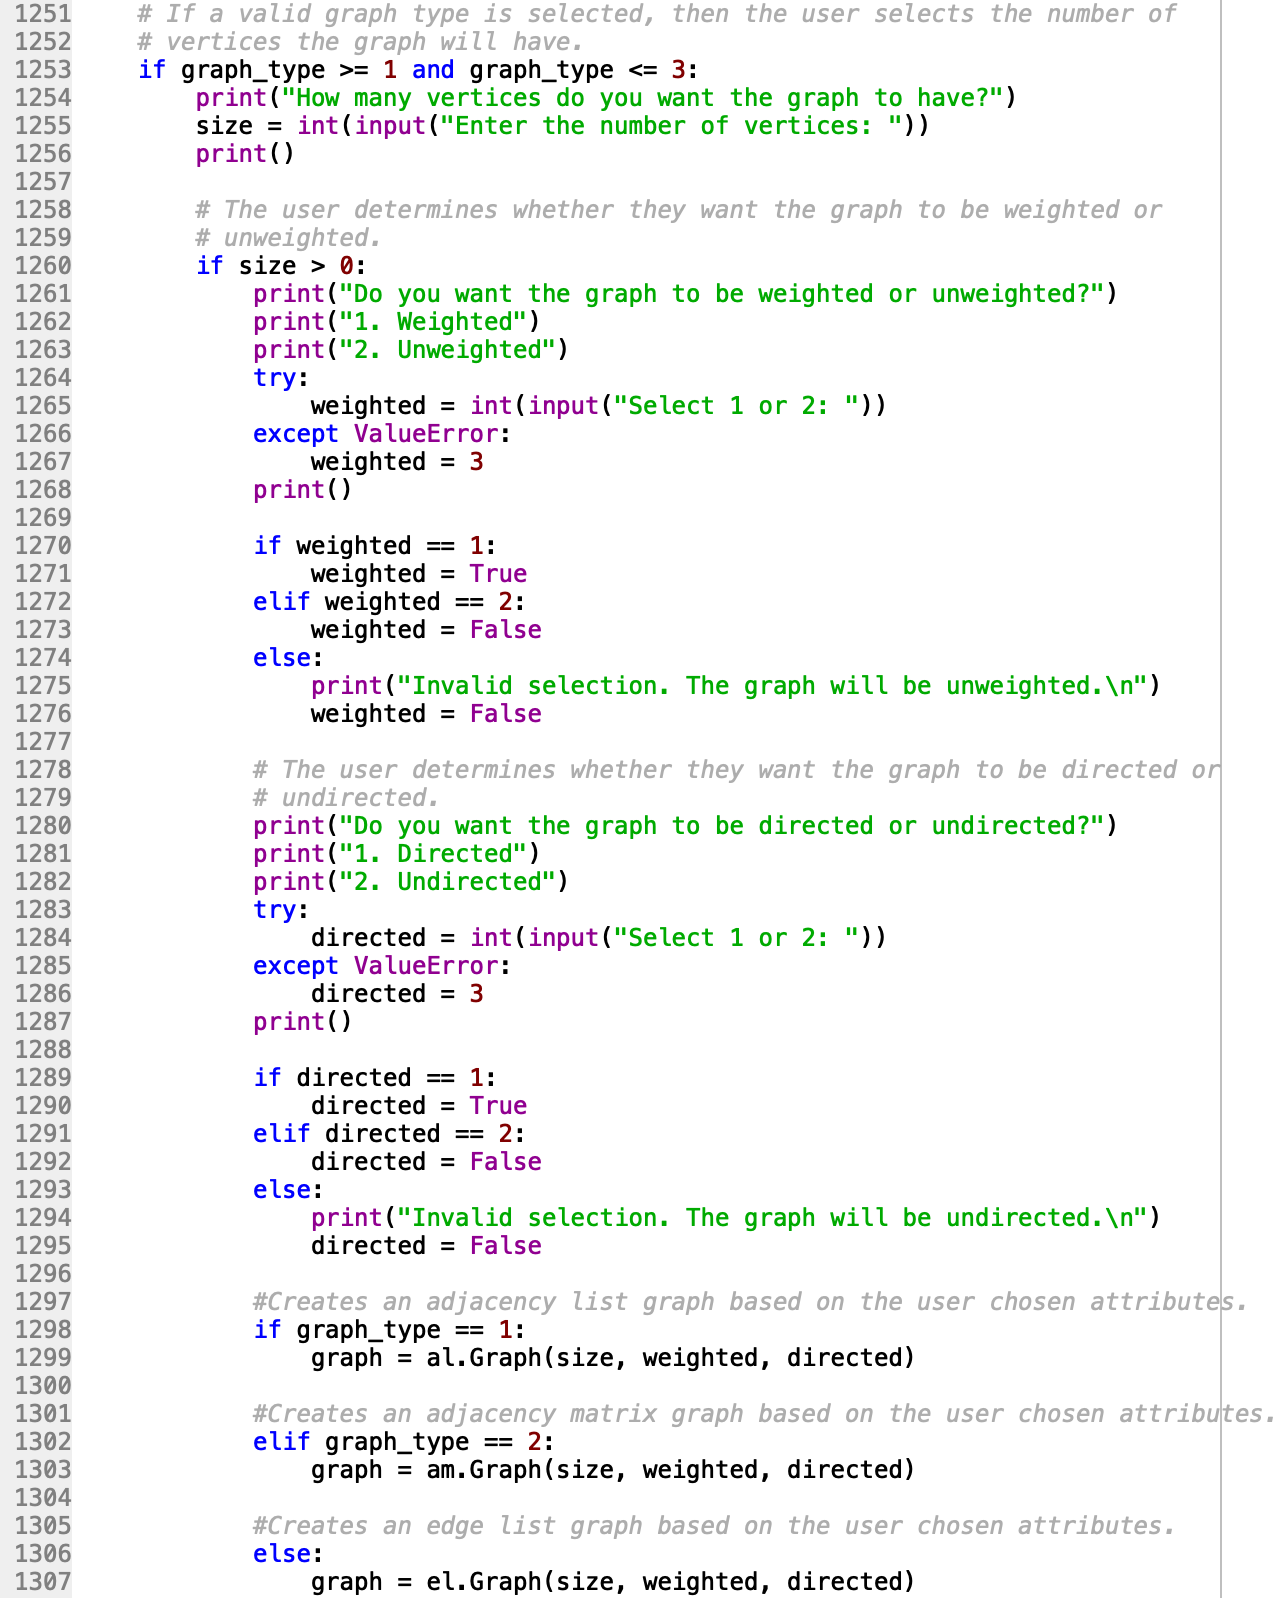 1251 # If a valid graph type is selected, then the user selects the number of
1252 # vertices the graph will have.
1253 if graph_type >= 1 and graph_type <= 3:
1254 print("How many vertices do you want the graph to have?")
1255 size = int(input("Enter the number of vertices: "))
1256 print()
1257
1258 # The user determines whether they want the graph to be weighted or
1259 # unweighted.
1260 if size > 0:
1261 print("Do you want the graph to be weighted or unweighted?")
1262 print("1. Weighted")
1263 print("2. Unweighted")
1264 try:
1265 weighted = int(input("Select 1 or 2: "))
1266 except ValueError:
1267 weighted = 3
1268 print()
1269
1270 if weighted == 1:
1271 weighted = True
1272 elif weighted == 2:
1273 weighted = False
1274 else:
1275 print("Invalid selection. The graph will be unweighted.\n")
1276 weighted = False
1277
1278 # The user determines whether they want the graph to be directed or
1279 # undirected.
1280 print("Do you want the graph to be directed or undirected?")
1281 print("1. Directed")
1282 print("2. Undirected")
1283 try:
1284 directed = int(input("Select 1 or 2: "))
1285 except ValueError:
1286 directed = 3
1287 print()
1288
1289 if directed == 1:
1290 directed = True
1291 elif directed == 2:
1292 directed = False
1293 else:
1294 print("Invalid selection. The graph will be undirected.\n")
1295 directed = False
1296
1297 #Creates an adjacency list graph based on the user chosen attributes.
1298 if graph_type == 1:
1299 graph = al.Graph(size, weighted, directed)
1300
1301 #Creates an adjacency matrix graph based on the user chosen attributes.
1302 elif graph_type == 2:
1303 graph = am.Graph(size, weighted, directed)
1304
1305 #Creates an edge list graph based on the user chosen attributes.
1306 else:
1307 graph = el.Graph(size, weighted, directed)